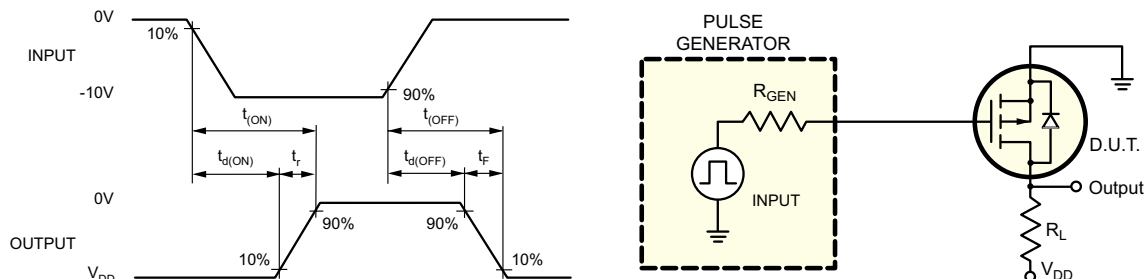 0V
10%
INPUT
-10V
90%
t(ON)
t(OFF)
td(ON)
tr
td(OFF)
tF
0V
90%
90%
OUTPUT
10%
10%
VDD
PULSE
GENERATOR
RGEN
INPUT
D.U.T.
Output
RL
VDD